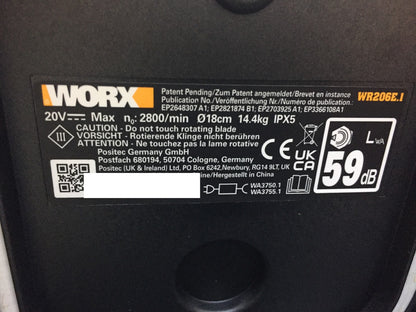 WORX
Patent Pending/Zum Patent angemeldet/Brevet en instance
Publication No./Veröffentlichung Nr./Numéro de publication:
EP2648307 A1; EP2821874 B1; EP2703925 A1; EP3366108A1
WR206E.1
20V Max n₀: 2800/min Ø18cm 14.4kg IPX5
CAUTION - Do not touch rotating blade
VORSICHT - Rotierende Klinge nicht berühren
ATTENTION - Ne touchez pas la lame rotative
Positec Germany GmbH
Postfach 680194, 50704 Cologne, Germany
Positec (UK & Ireland) Ltd, PO Box 6242, Newbury, RG14 9LT, UK
ine/Hergestellt in China
WA3750.1
WA3755.1
CE
UK
CA
LWA
59dB